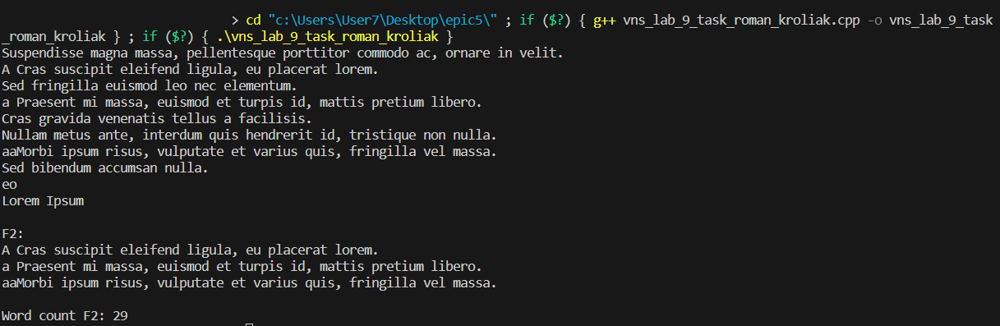 > cd "c:\Users\User7\Desktop\epic5\" ; if ($?) { g++ vns_lab_9_task_roman_kroliak.cpp -o vns_lab_9_task
_roman_kroliak } ; if ($?) { .\vns_lab_9_task_roman_kroliak }
Suspendisse magna massa, pellentesque porttitor commodo ac, ornare in velit.
A Cras suscipit eleifend ligula, eu placerat lorem.
Sed fringilla euismod leo nec elementum.
a Praesent mi massa, euismod et turpis id, mattis pretium libero.
Cras gravida venenatis tellus a facilisis.
Nullam metus ante, interdum quis hendrerit id, tristique non nulla.
aaMorbi ipsum risus, vulputate et varius quis, fringilla vel massa.
Sed bibendum accumsan nulla.
eo
Lorem Ipsum

F2:
A Cras suscipit eleifend ligula, eu placerat lorem.
a Praesent mi massa, euismod et turpis id, mattis pretium libero.
aaMorbi ipsum risus, vulputate et varius quis, fringilla vel massa.

Word count F2: 29